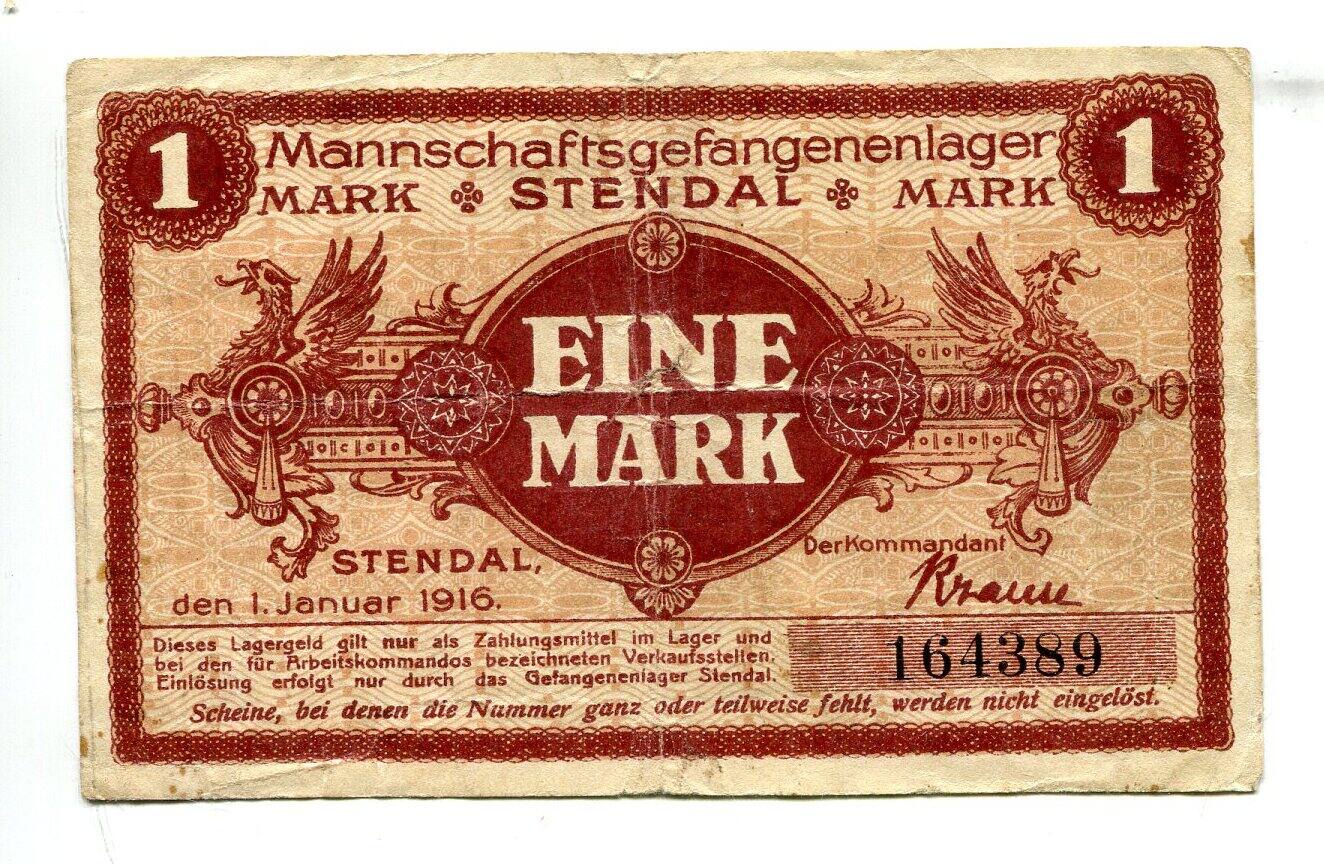 1 Mannschaftsgefangenenlager 1
MARK STENDAL MARK
EINE
MARK
STENDAL,
den 1. Januar 1916.
Der Kommandant
Dieses Lagergeld gilt nur als Zahlungsmittel im Lager und
bei den für Arbeitskommandos bezeichneten Verkaufsstellen.
Einlösung erfolgt nur durch das Gefangenenlager Stendal.
164389
Scheine, bei denen die Nummer ganz oder teilweise fehlt, werden nicht eingelöst.